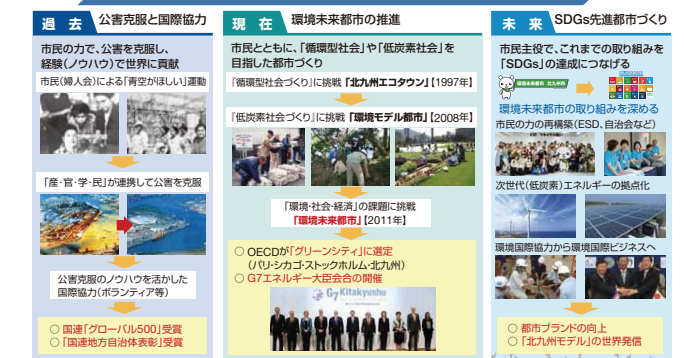 過 去
公害克服と国際協力
市民の力で、公害を克服し、
経験(ノウハウ)で世界に貢献
市民(婦人会)による「青空がほしい」運動
「産・官・学・民」が連携して公害を克服
公害克服のノウハウを活かした
国際協力(ボランティア等)
○ 国連「グローバル500」受賞
○ 「国連地方自治体表彰」受賞
現 在
環境未来都市の推進
市民とともに、「循環型社会」や「低炭素社会」を
目指した都市づくり
『循環型社会づくり』に挑戦 「北九州エコタウン」【1997年】
『低炭素社会づくり』に挑戦 「環境モデル都市」【2008年】
「環境・社会・経済」の課題に挑戦
「環境未来都市」【2011年】
○ OECDが「グリーンシティ」に選定
(パリ・シカゴ・ストックホルム・北九州)
○ G7エネルギー大臣会合の開催
G7 Kitakyushu
未 来
SDGs先進都市づくり
市民主役で、これまでの取り組みを
「SDGs」の達成につなげる
環境未来都市 北九州市
環境未来都市の取り組みを深める
市民の力の再構築(ESD、自治会など)
次世代(低炭素)エネルギーの拠点化
環境国際協力から環境国際ビジネスへ
○ 都市ブランドの向上
○ 「北九州モデル」の世界発信